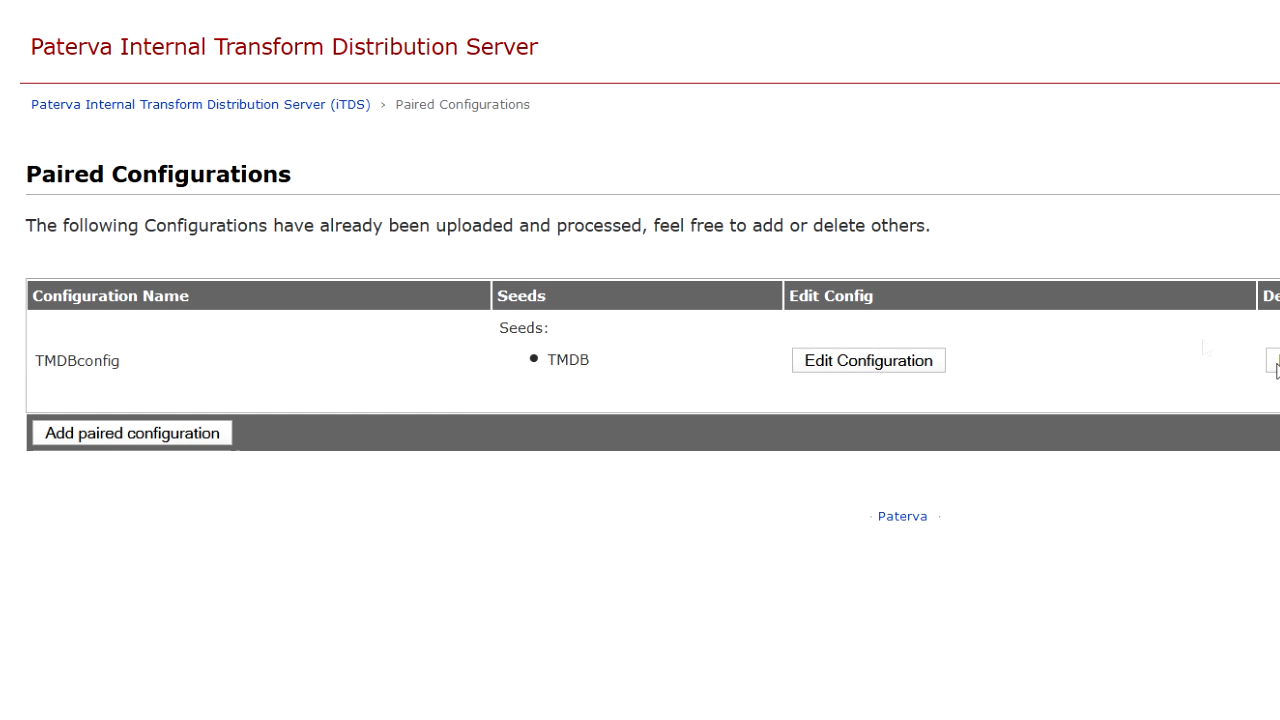 Paterva Internal Transform Distribution Server
Paterva Internal Transform Distribution Server (iTDS) › Paired Configurations
Paired Configurations
The following Configurations have already been uploaded and processed, feel free to add or delete others.
Configuration Name Seeds Edit Config
Seeds:
TMDBconfig • TMDB Edit Configuration
Add paired configuration
· Paterva ·